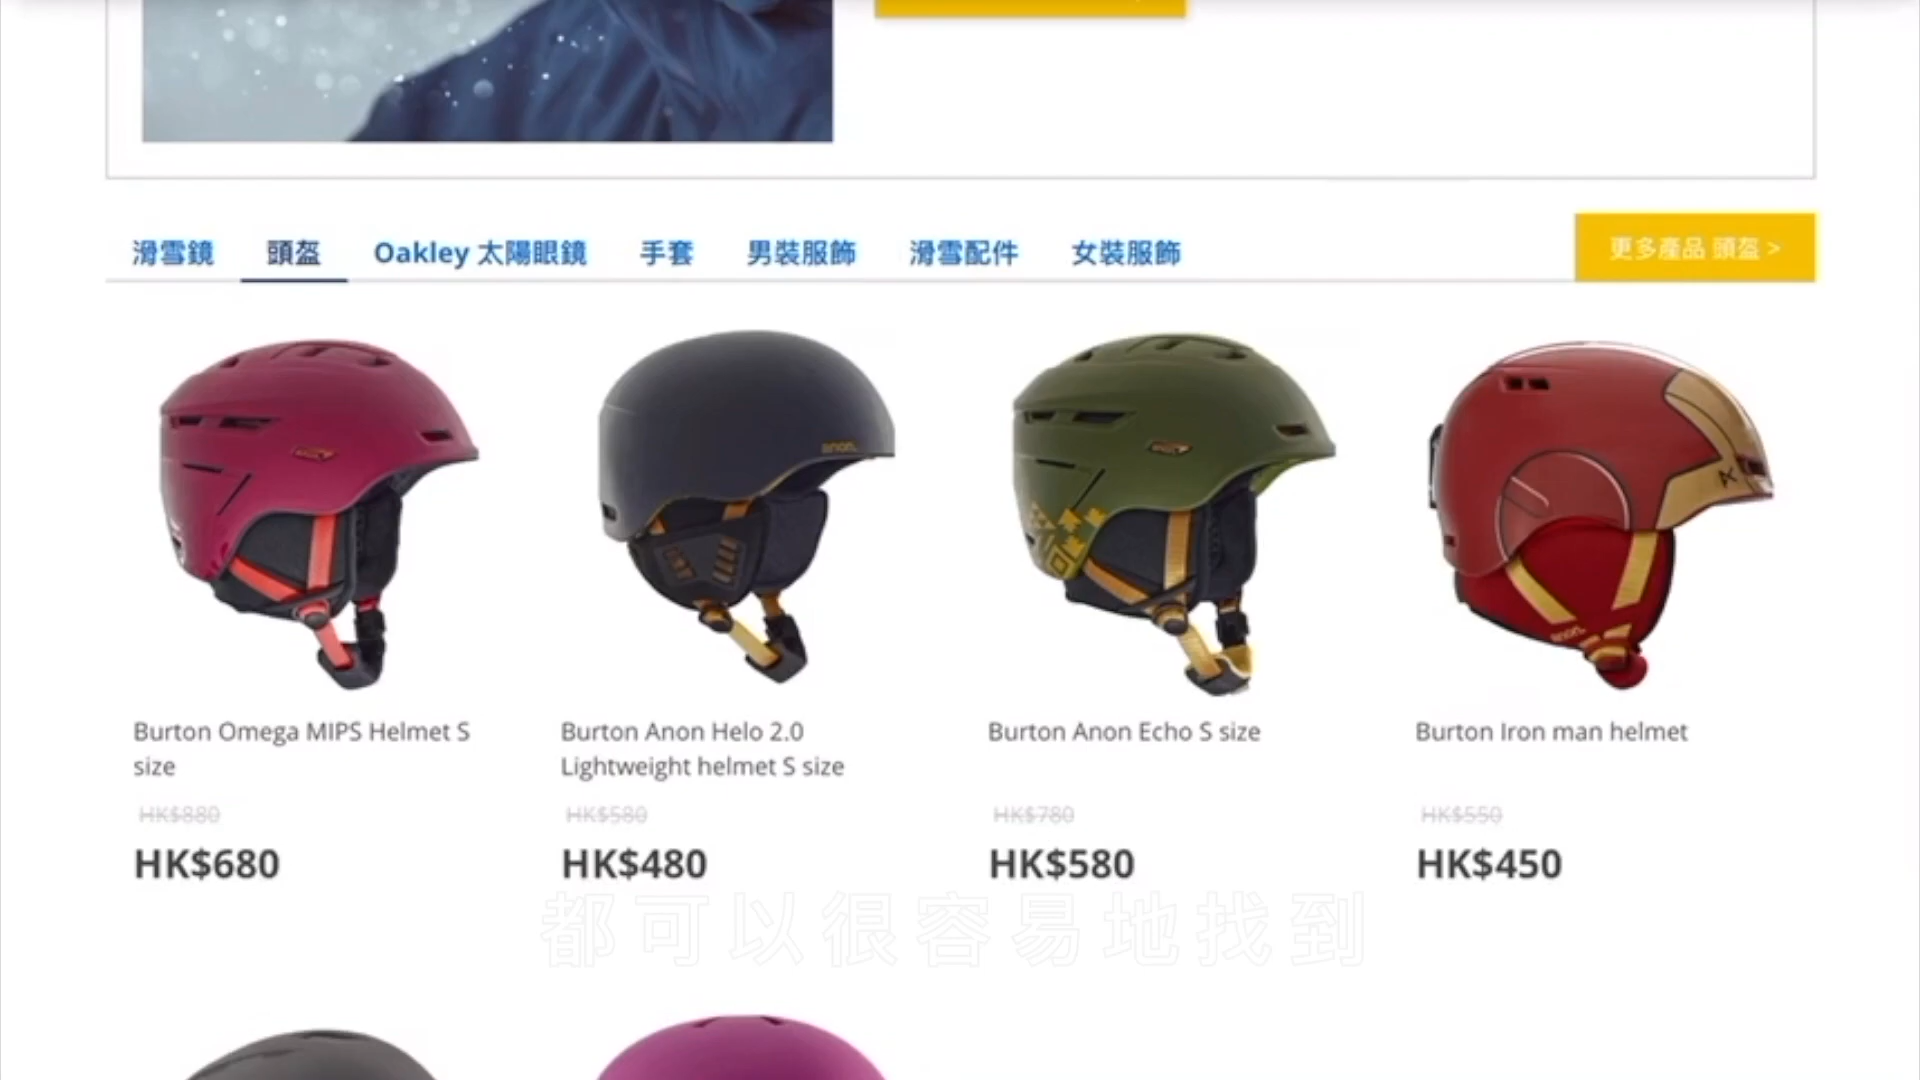 滑雪鏡
頭盔
Oakley 太陽眼鏡
手套
男裝服飾
滑雪配件
女裝服飾
更多產品 頭盔 >
anon.
anon.
Burton Omega MIPS Helmet S
size
Burton Anon Helo 2.0
Lightweight helmet S size
Burton Anon Echo S size
Burton Iron man helmet
HK$880
HK$580
HK$780
HK$550
HK$680
HK$480
HK$580
HK$450
都可以很容易地找到